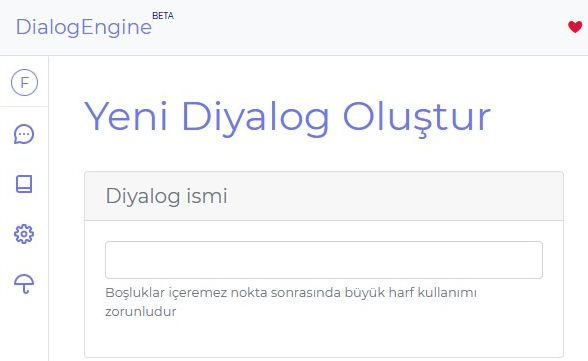 DialogEngine BETA
F
Yeni Diyalog Oluştur
Diyalog ismi
Boşluklar içeremez nokta sonrasında büyük harf kullanımı
zorunludur